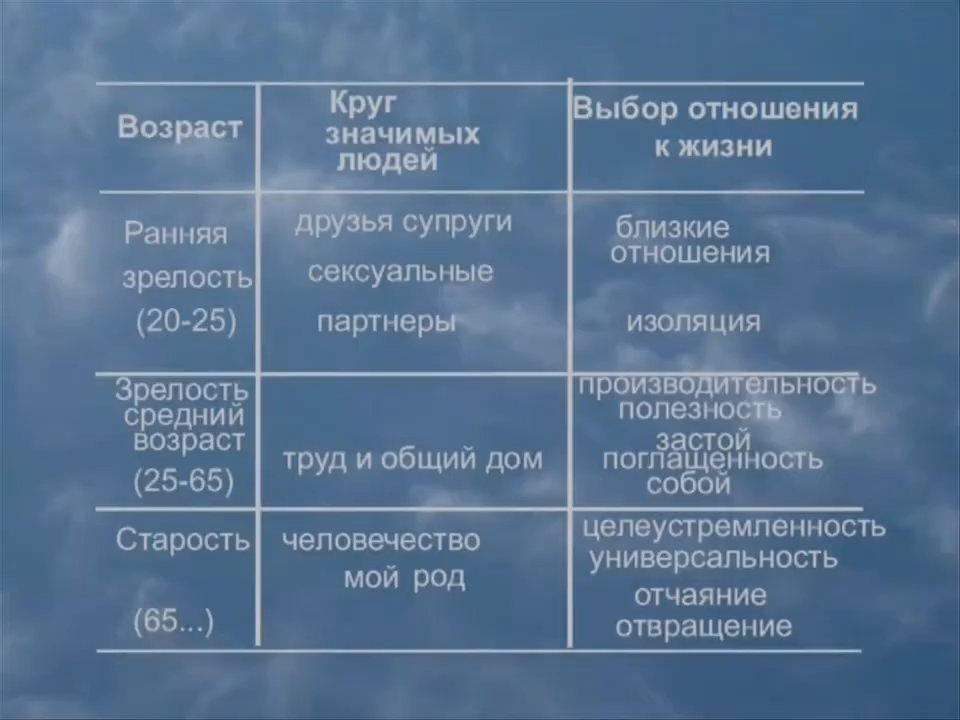 Возраст
Круг
значимых
людей
Выбор отношения
к жизни
Ранняя
зрелость
(20-25)
друзья супруги
сексуальные
партнеры
близкие
отношения
изоляция
Зрелость
средний
возраст
(25-65)
труд и общий дом
производительность
полезность
застой
поглащенность
собой
Старость
(65...)
человечество
мой род
целеустремленность
универсальность
отчаяние
отвращение